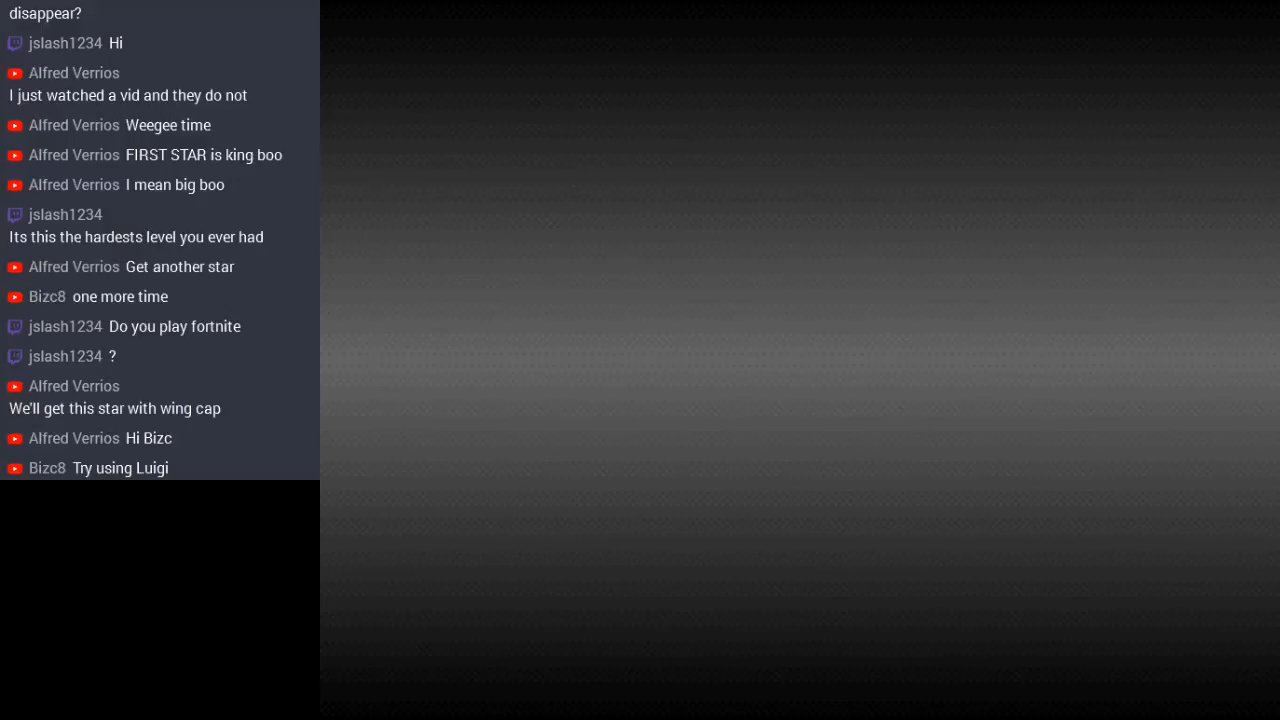 disappear?
jslash1234 Hi
Alfred Verrios
I just watched a vid and they do not
Alfred Verrios Weegee time
Alfred Verrios FIRST STAR is king boo
Alfred Verrios I mean big boo
jslash1234
Its this the hardests level you ever had
Alfred Verrios Get another star
Bizc8 one more time
jslash1234 Do you play fortnite
jslash1234 ?
Alfred Verrios
We'll get this star with wing cap
Alfred Verrios Hi Bizc
Bizc8 Try using Luigi